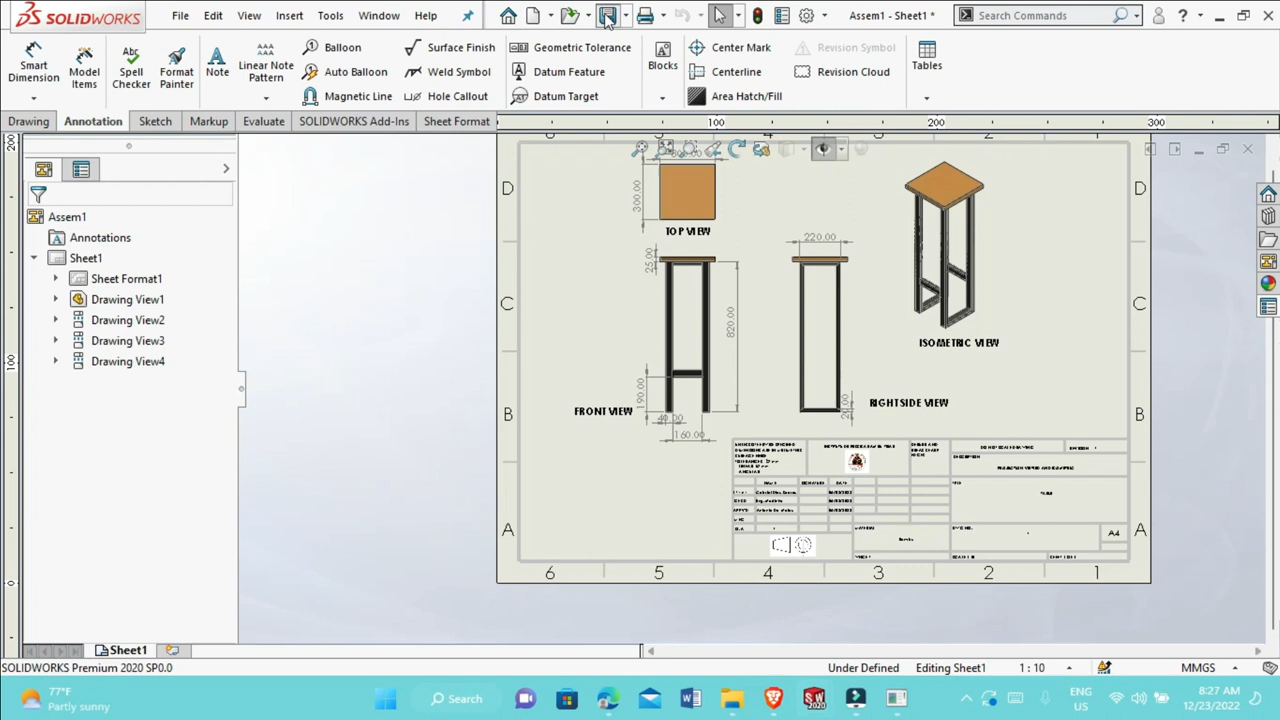 SOLIDWORKS
File Edit View Insert Tools Window Help
Assem1 - Sheet1 *
Search Commands
Smart Dimension
Model Items
Spell Checker
Format Painter
Note
Linear Note Pattern
Balloon
Auto Balloon
Magnetic Line
Surface Finish
Weld Symbol
Hole Callout
Geometric Tolerance
Datum Feature
Datum Target
Blocks
Center Mark
Centerline
Area Hatch/Fill
Revision Symbol
Revision Cloud
Tables
Drawing Annotation Sketch Markup Evaluate SOLIDWORKS Add-Ins Sheet Format
100 200 300
200
100
0
Assem1
Annotations
Sheet1
Sheet Format1
Drawing View1
Drawing View2
Drawing View3
Drawing View4
D
C
B
A
D
C
B
A
300.00
TOP VIEW
25.00
220.00
820.00
190.00
40.00
160.00
20.00
FRONT VIEW
RIGHT SIDE VIEW
ISOMETRIC VIEW
A4
6 5 4 3 2 1
Sheet1
SOLIDWORKS Premium 2020 SP0.0
Under Defined
Editing Sheet1
1 : 10
MMGS
77°F
Partly sunny
Search
ENG
US
8:27 AM
12/23/2022